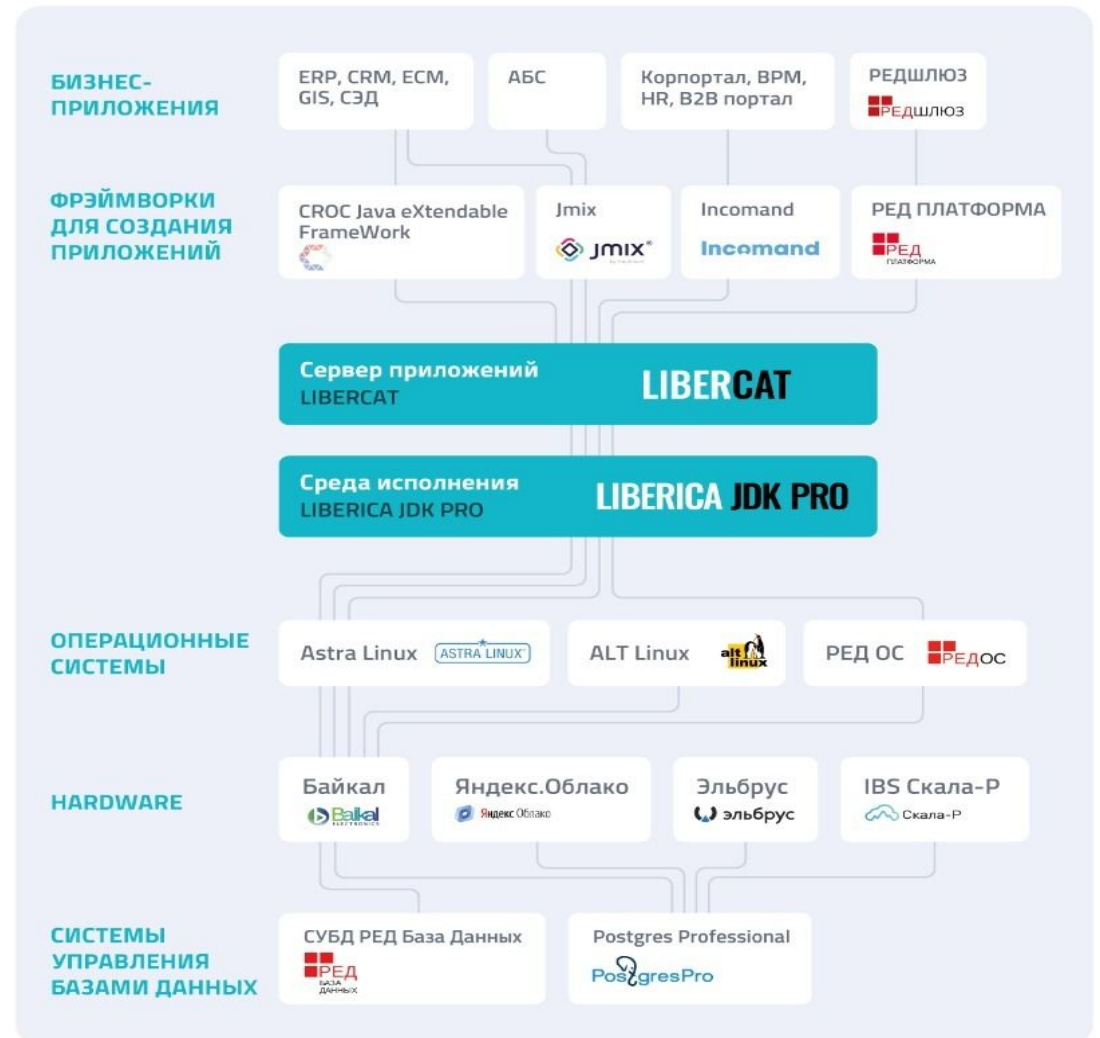 БИЗНЕС-
ПРИЛОЖЕНИЯ
ERP, CRM, ECM,
GIS, СЭД
АБС
Корпортал, BPM,
HR, B2B портал
РЕДШЛЮЗ
РЕДШЛЮЗ
ФРЭЙМВОРКИ
ДЛЯ СОЗДАНИЯ
ПРИЛОЖЕНИЙ
CROC Java eXtendable
FrameWork
Jmix
JMIX®
Incomand
Incomand
РЕД ПЛАТФОРМА
РЕД
ПЛАТФОРМА
Сервер приложений
LIBERCAT
LIBERCAT
Среда исполнения
LIBERICA JDK PRO
LIBERICA JDK PRO
ОПЕРАЦИОННЫЕ
СИСТЕМЫ
Astra Linux
ASTRA LINUX
ALT Linux
alt
linux
РЕД ОС
РЕДОС
HARDWARE
Байкал
Baikal
ELECTRONICS
Яндекс.Облако
Яндекс Облако
Эльбрус
эльбрус
IBS Скала-Р
Скала-Р
СИСТЕМЫ
УПРАВЛЕНИЯ
БАЗАМИ ДАННЫХ
СУБД РЕД База Данных
РЕД
БАЗА
ДАННЫХ
Postgres Professional
PostgresPro